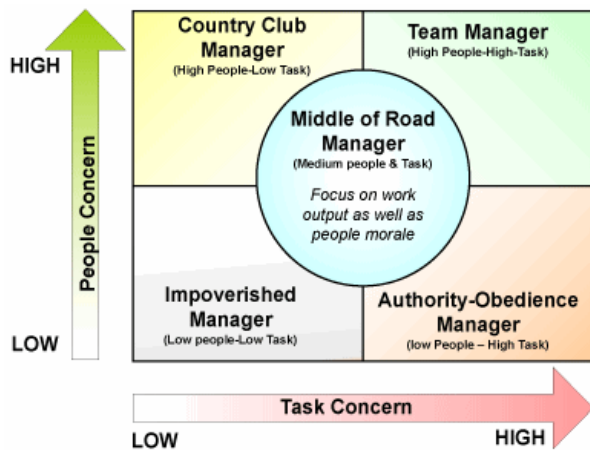 Country Club
Manager
(High People-Low Task)
Team Manager
(High People-High-Task)
HIGH
Middle of Road
Manager
(Medium people & Task)
Focus on work
output as well as
people morale
People Concern
Impoverished
Manager
(Low people-Low Task)
Authority-Obedience
Manager
(low People – High Task)
LOW
Task Concern
LOW
HIGH